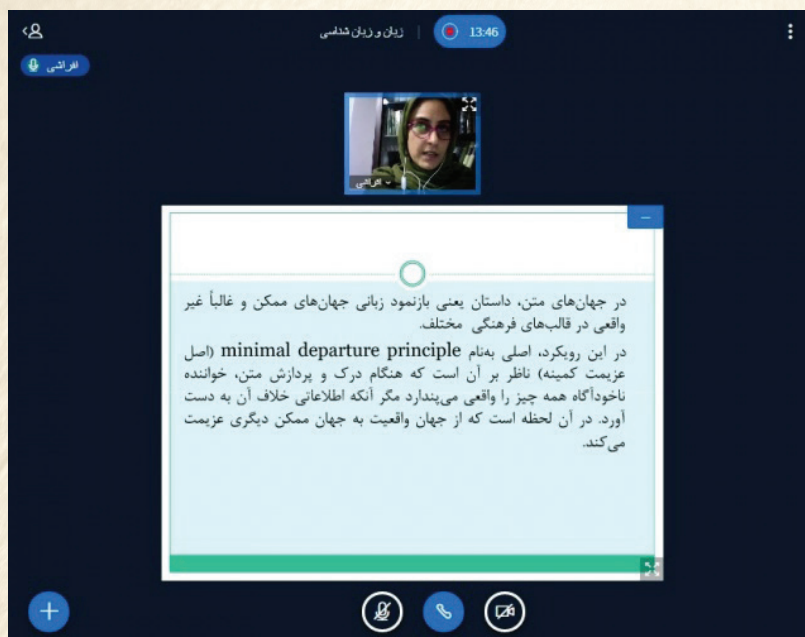 زبان و زبان شناسی | 13:46
افراشی
افراشی
در جهان‌های متن، داستان یعنی بازنمود زبانی جهان‌های ممکن و غالباً غیر
واقعی در قالب‌های فرهنگی مختلف.
در این رویکرد، اصلی به‌نام minimal departure principle (اصل
عزیمت کمینه) ناظر بر آن است که هنگام درک و پردازش متن، خواننده
ناخودآگاه همه چیز را واقعی می‌پندارد مگر آنکه اطلاعاتی خلاف آن به دست
آورد. در آن لحظه است که از جهان واقعیت به جهان ممکن دیگری عزیمت
می‌کند.